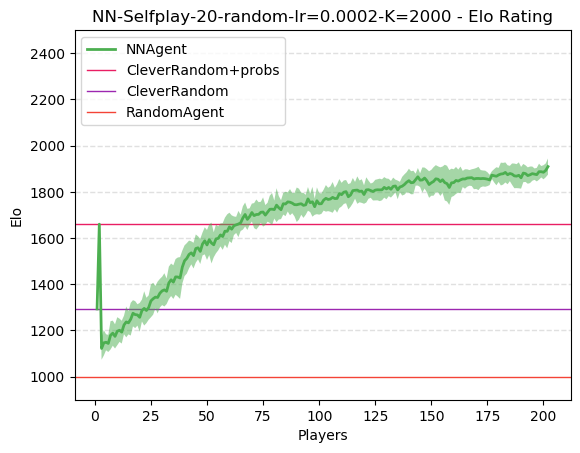 NN-Selfplay-20-random-lr=0.0002-K=2000 - Elo Rating
NNAgent
CleverRandom+probs
CleverRandom
RandomAgent
Elo
2400
2200
2000
1800
1600
1400
1200
1000
0 25 50 75 100 125 150 175 200
Players